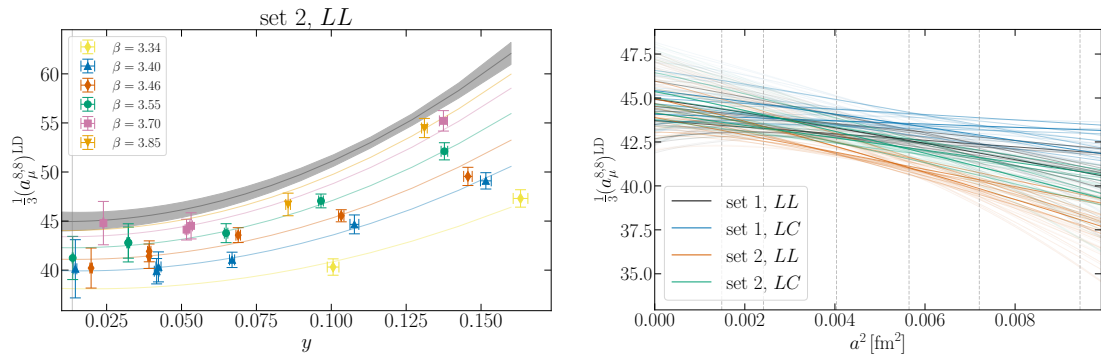 set 2, LL
β = 3.34
β = 3.40
β = 3.46
β = 3.55
β = 3.70
β = 3.85
60
55
50
45
40
0.025 0.050 0.075 0.100 0.125 0.150
y
1/3(a_μ^{8,8})^{LD}
47.5
45.0
42.5
40.0
37.5
35.0
1/3(a_μ^{8,8})^{LD}
set 1, LL
set 1, LC
set 2, LL
set 2, LC
0.000 0.002 0.004 0.006 0.008
a² [fm²]